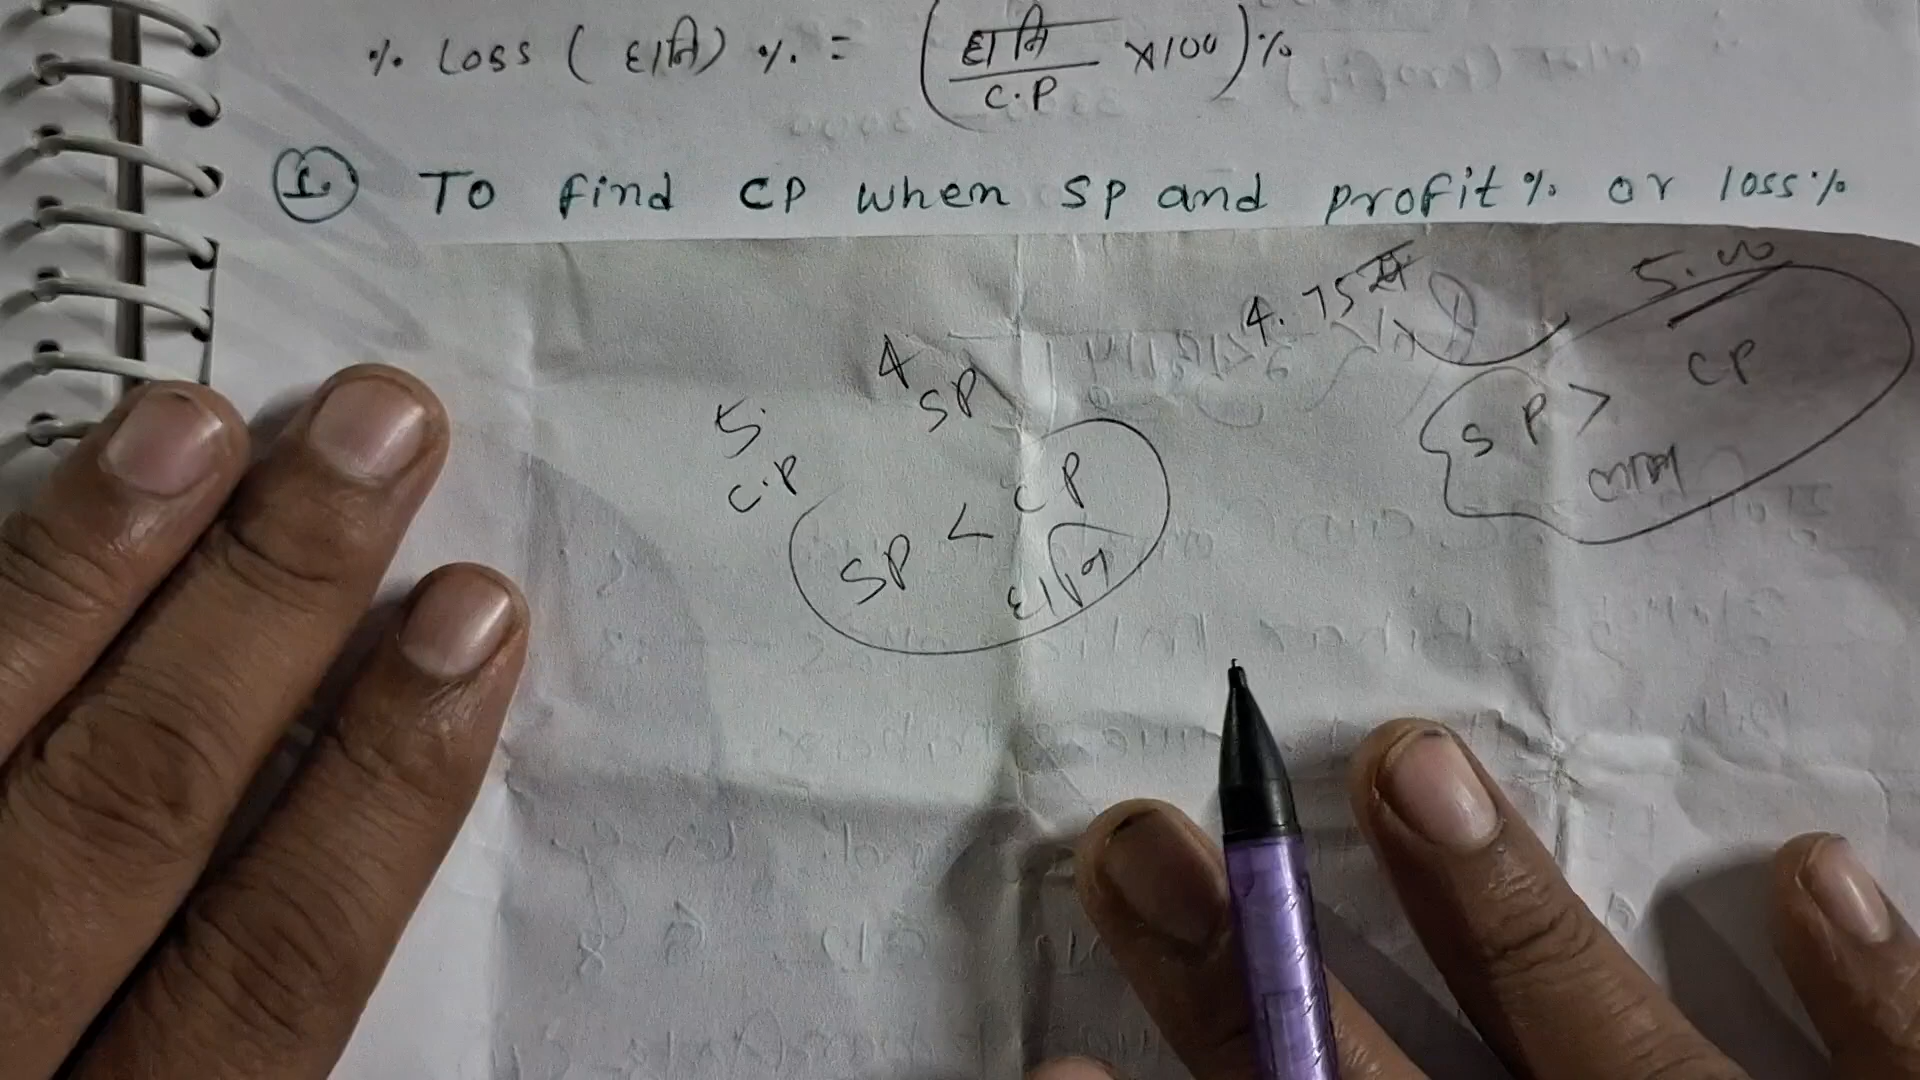 % Loss (हानि) % = (हानि/C.P ×100)%
1. To find CP when SP and profit % or loss %
4.75 5.00
4 SP CP
5. C.P SP >
SP < CP लाभ
हानि